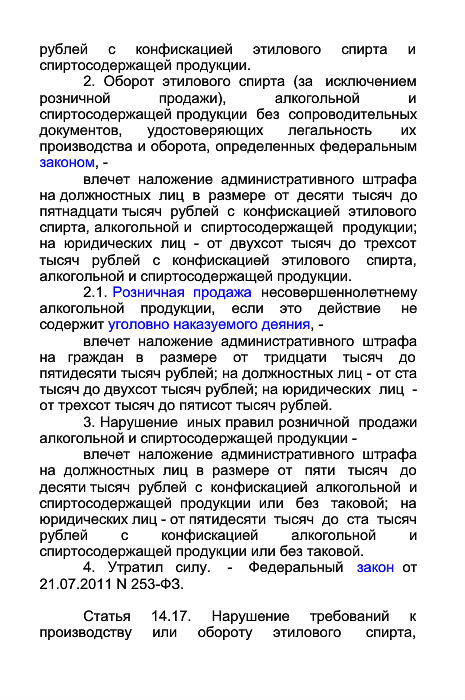 рублей с конфискацией этилового спирта и
спиртосодержащей продукции.
2. Оборот этилового спирта (за исключением
розничной продажи), алкогольной и
спиртосодержащей продукции без сопроводительных
документов, удостоверяющих легальность их
производства и оборота, определенных федеральным
законом, -
влечет наложение административного штрафа
на должностных лиц в размере от десяти тысяч до
пятнадцати тысяч рублей с конфискацией этилового
спирта, алкогольной и спиртосодержащей продукции;
на юридических лиц - от двухсот тысяч до трехсот
тысяч рублей с конфискацией этилового спирта,
алкогольной и спиртосодержащей продукции.
2.1. Розничная продажа несовершеннолетнему
алкогольной продукции, если это действие не
содержит уголовно наказуемого деяния, -
влечет наложение административного штрафа
на граждан в размере от тридцати тысяч до
пятидесяти тысяч рублей; на должностных лиц - от ста
тысяч до двухсот тысяч рублей; на юридических лиц -
от трехсот тысяч до пятисот тысяч рублей.
3. Нарушение иных правил розничной продажи
алкогольной и спиртосодержащей продукции -
влечет наложение административного штрафа
на должностных лиц в размере от пяти тысяч до
десяти тысяч рублей с конфискацией алкогольной и
спиртосодержащей продукции или без таковой; на
юридических лиц - от пятидесяти тысяч до ста тысяч
рублей с конфискацией алкогольной и
спиртосодержащей продукции или без таковой.
4. Утратил силу. - Федеральный закон от
21.07.2011 N 253-ФЗ.
Статья 14.17. Нарушение требований к
производству или обороту этилового спирта,